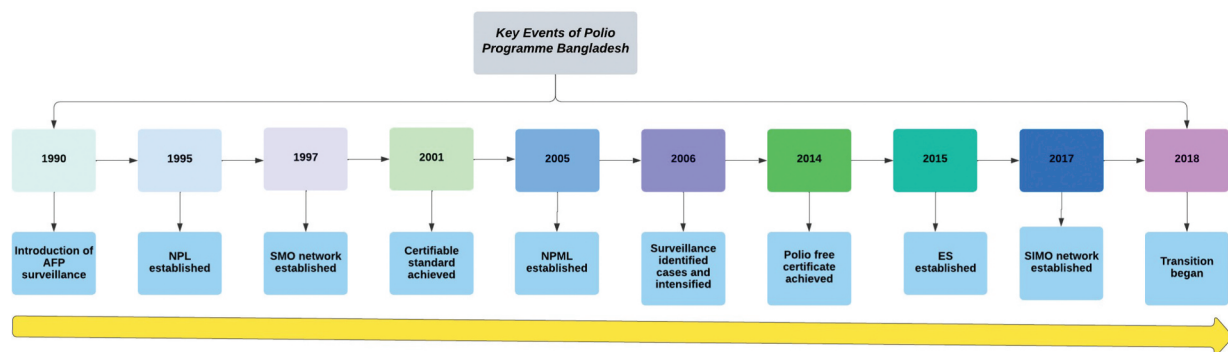 Key Events of Polio
Programme Bangladesh
1990
1995
1997
2001
2005
2006
2014
2015
2017
2018
Introduction of
AFP
surveillance
NPL
established
SMO network
established
Certifiable
standard
achieved
NPML
established
Surveillance
identified
cases and
intensified
Polio free
certificate
achieved
ES
established
SIMO network
established
Transition
began